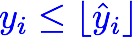 y_i ≤ ⌊ŷ_i⌋